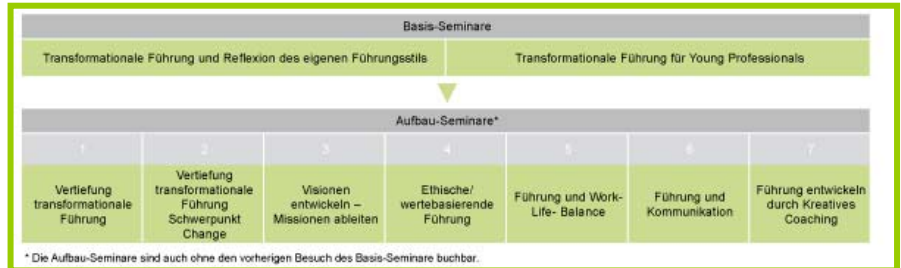 Basis-Seminare
Transformationale Führung und Reflexion des eigenen Führungsstils
Transformationale Führung für Young Professionals
Aufbau-Seminare*
1 2 3 4 5 6 7
Vertiefung
transformationale
Führung
Vertiefung
transformationale
Führung
Schwerpunkt
Change
Visionen
entwickeln –
Missionen ableiten
Ethische/
wertebasierende
Führung
Führung und Work-
Life- Balance
Führung und
Kommunikation
Führung entwickeln
durch Kreatives
Coaching
* Die Aufbau-Seminare sind auch ohne den vorherigen Besuch des Basis-Seminare buchbar.